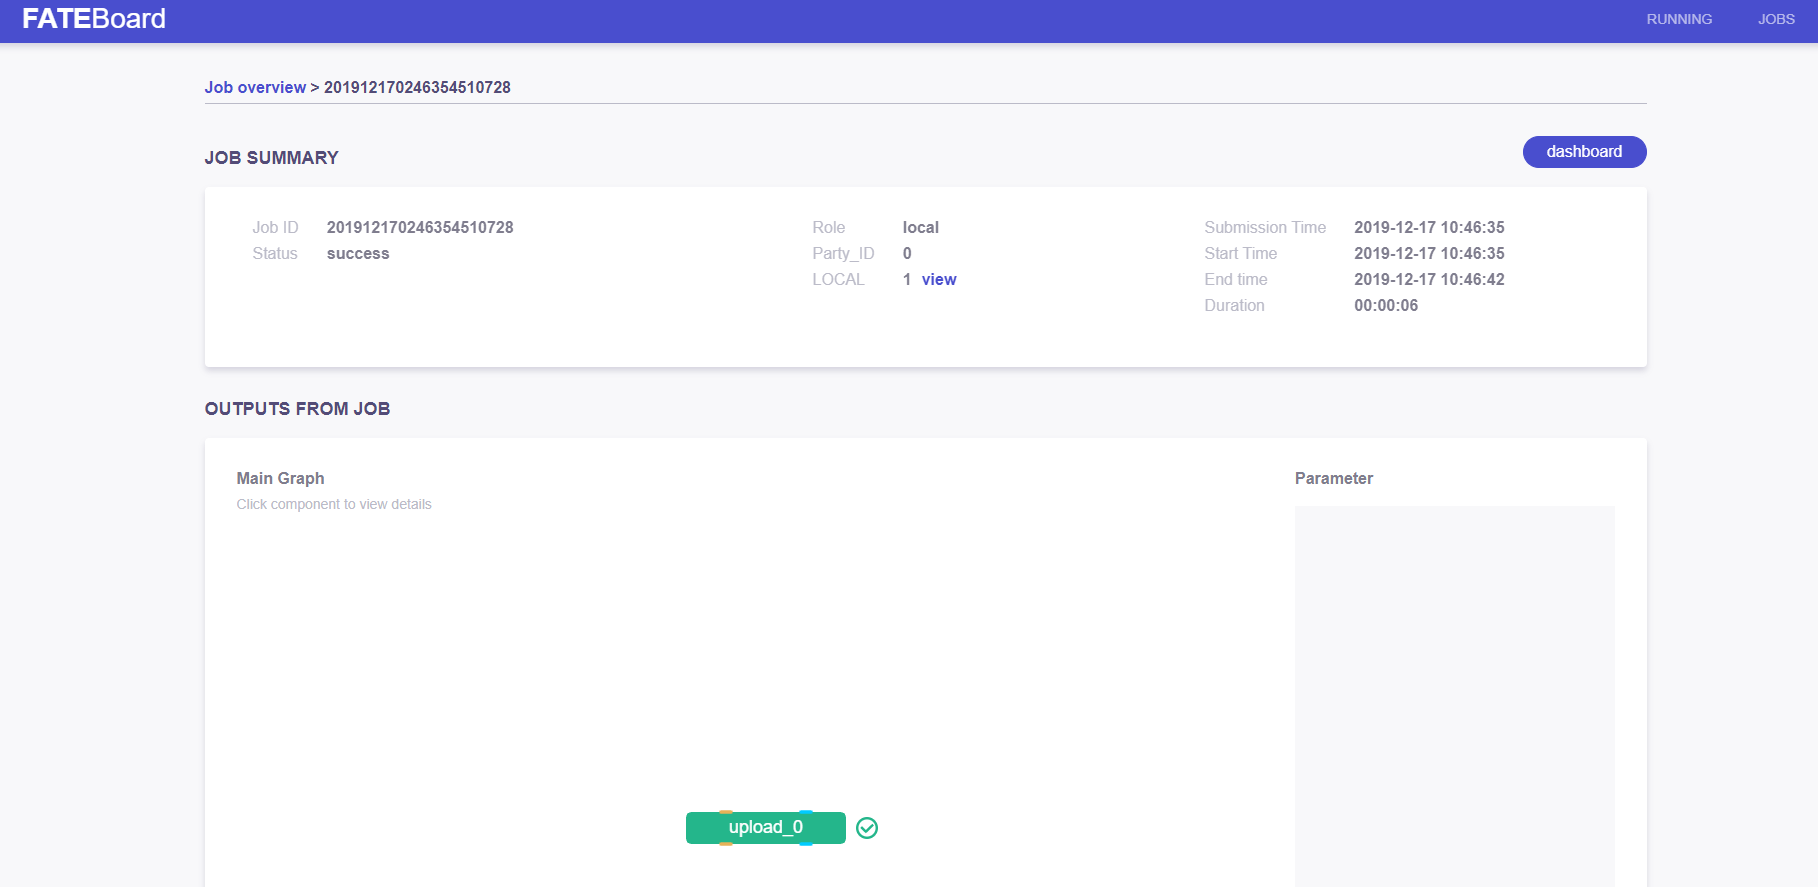 FATEBoard
RUNNING JOBS
Job overview > 201912170246354510728
JOB SUMMARY
dashboard
Job ID 201912170246354510728
Status success
Role local
Party_ID 0
LOCAL 1 view
Submission Time 2019-12-17 10:46:35
Start Time 2019-12-17 10:46:35
End time 2019-12-17 10:46:42
Duration 00:00:06
OUTPUTS FROM JOB
Main Graph
Click component to view details
Parameter
upload_0